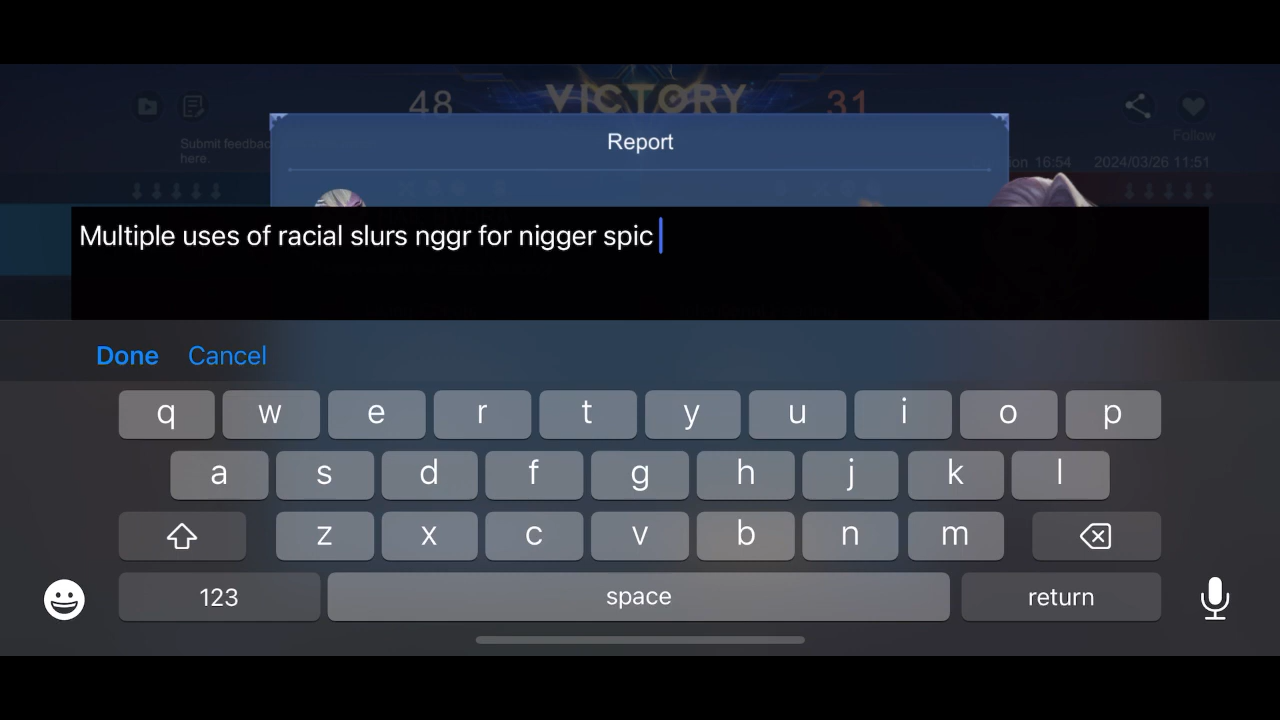 48
VICTORY
31
Submit feedbac
here.
Report
Follow
ion 16:54
2024/03/26 11:51
Multiple uses of racial slurs nggr for nigger spic
Done Cancel
q w e r t y u i o p
a s d f g h j k l
z x c v b n m
123 space return